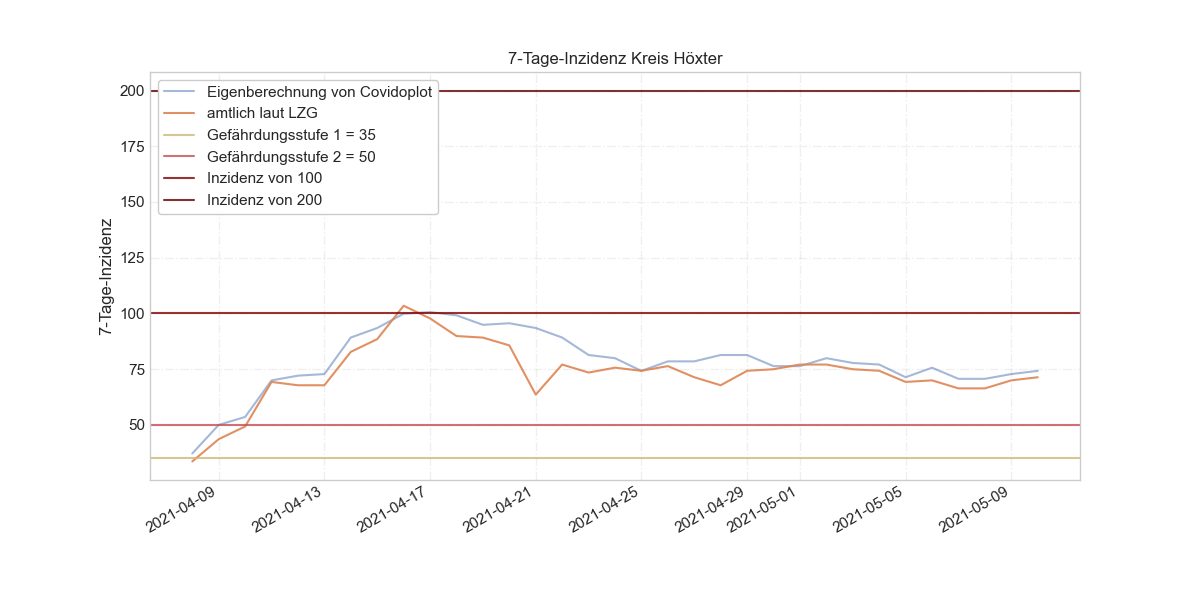 7-Tage-Inzidenz Kreis Höxter
Eigenberechnung von Covidoplot
amtlich laut LZG
Gefährdungsstufe 1 = 35
Gefährdungsstufe 2 = 50
Inzidenz von 100
Inzidenz von 200
7-Tage-Inzidenz
200
175
150
125
100
75
50
2021-04-09
2021-04-13
2021-04-17
2021-04-21
2021-04-25
2021-04-29
2021-05-01
2021-05-05
2021-05-09